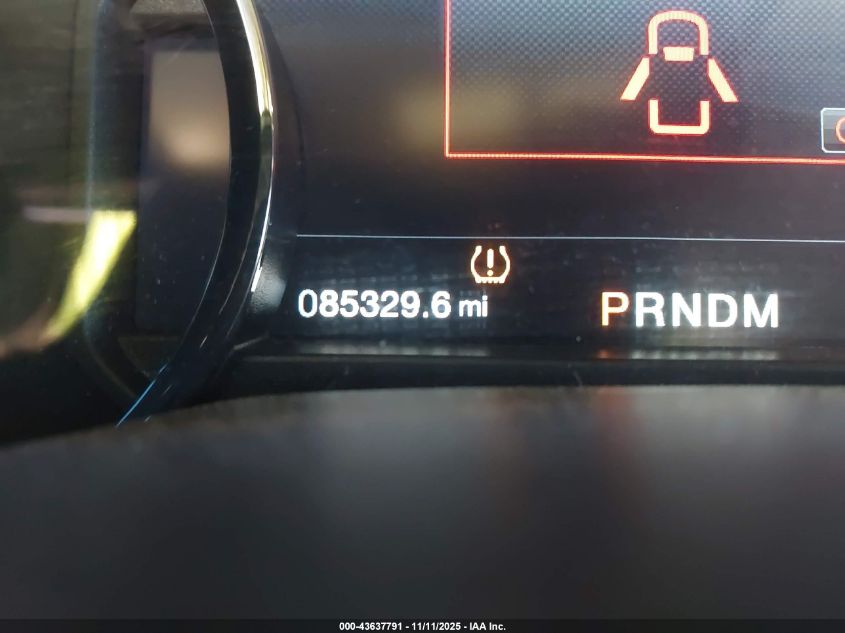 085329.6 mi
PRNDM
000-43637791 - 11/11/2025 - IAA Inc.